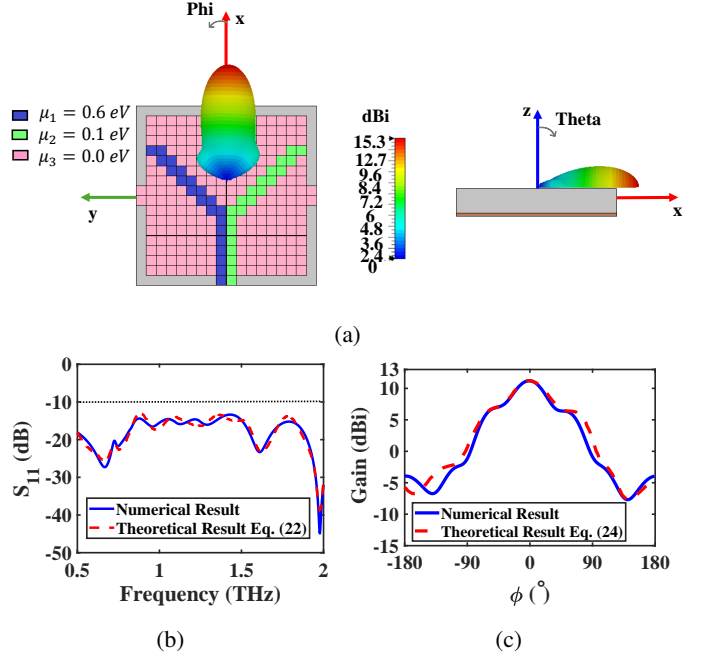 Phi
x
μ₁ = 0.6 eV
μ₂ = 0.1 eV
μ₃ = 0.0 eV
y
dBi
15.3
12.7
9.6
8.4
7.2
6
4.8
3.6
2.4
0
z
Theta
x
(a)
0
-10
-20
-30
-40
-50
S₁₁ (dB)
Numerical Result
Theoretical Result Eq. (22)
0.5
1
1.5
2
Frequency (THz)
(b)
13
10
5
0
-5
-10
-15
Gain (dBi)
Numerical Result
Theoretical Result Eq. (24)
-180
-90
0
90
180
ϕ (°)
(c)